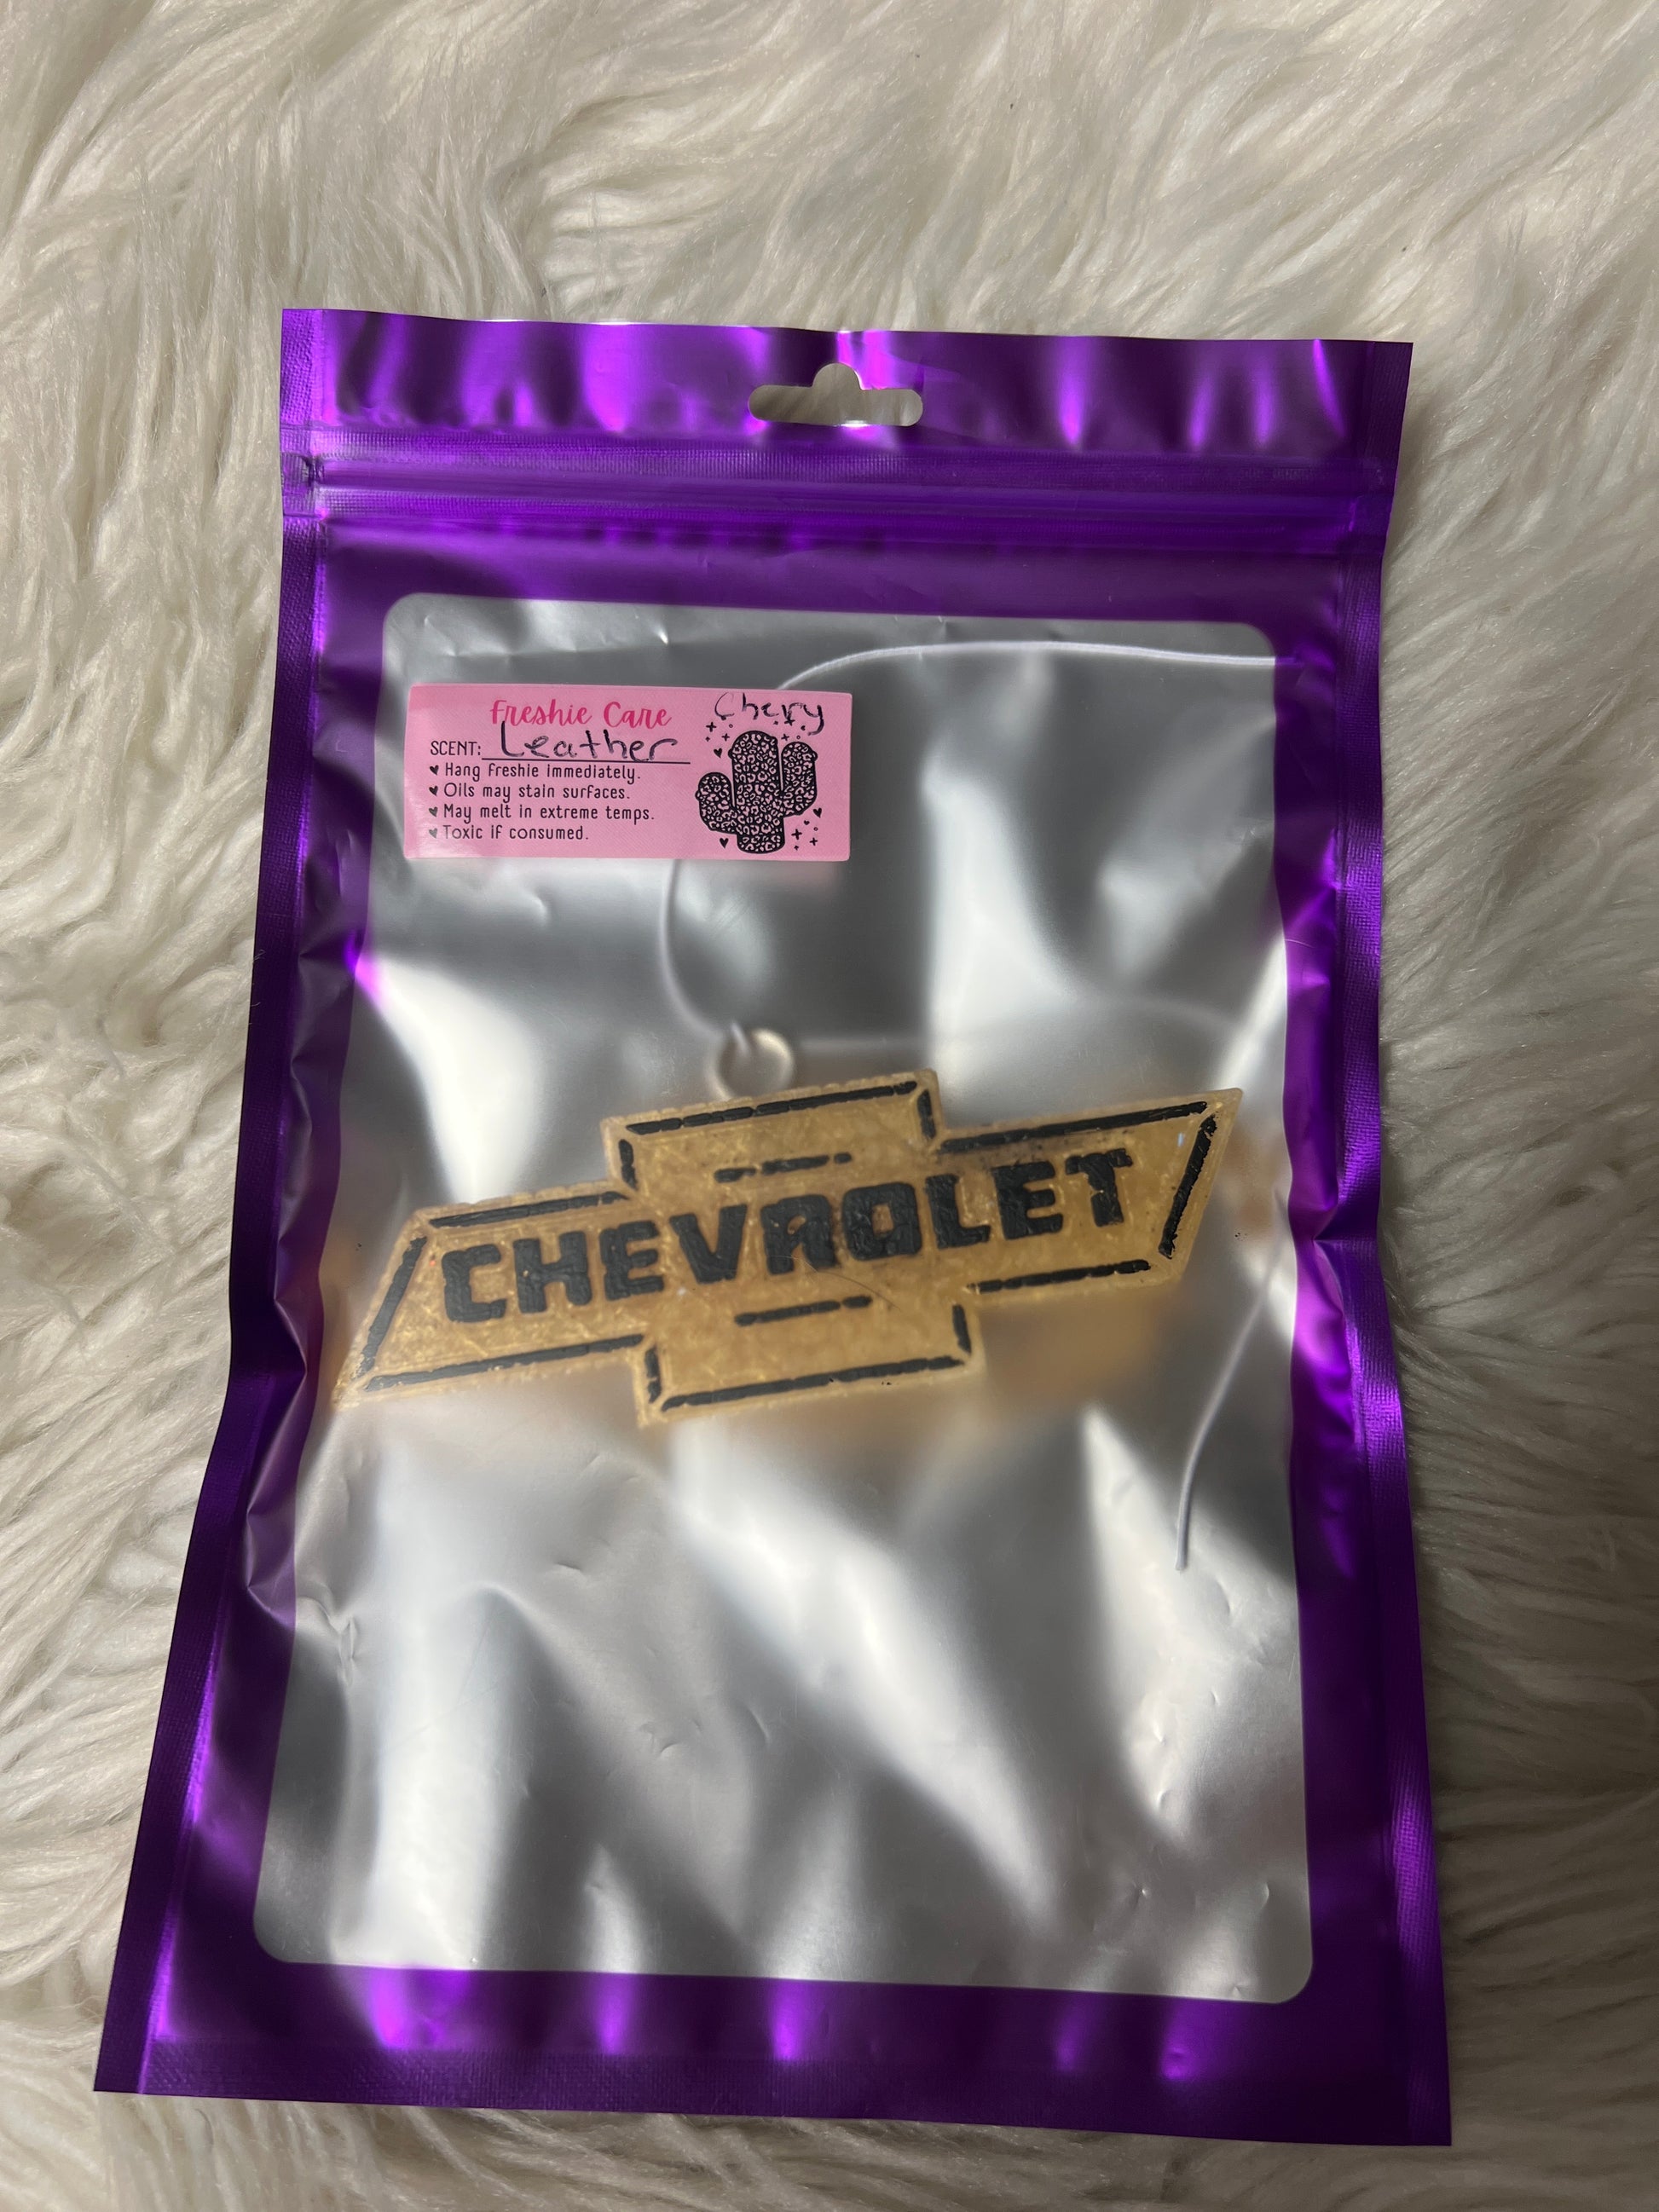 Freshie Care
Chevy
SCENT: Leather
Hang freshie immediately.
Oils may stain surfaces.
May melt in extreme temps.
Toxic if consumed.
CHEVROLET